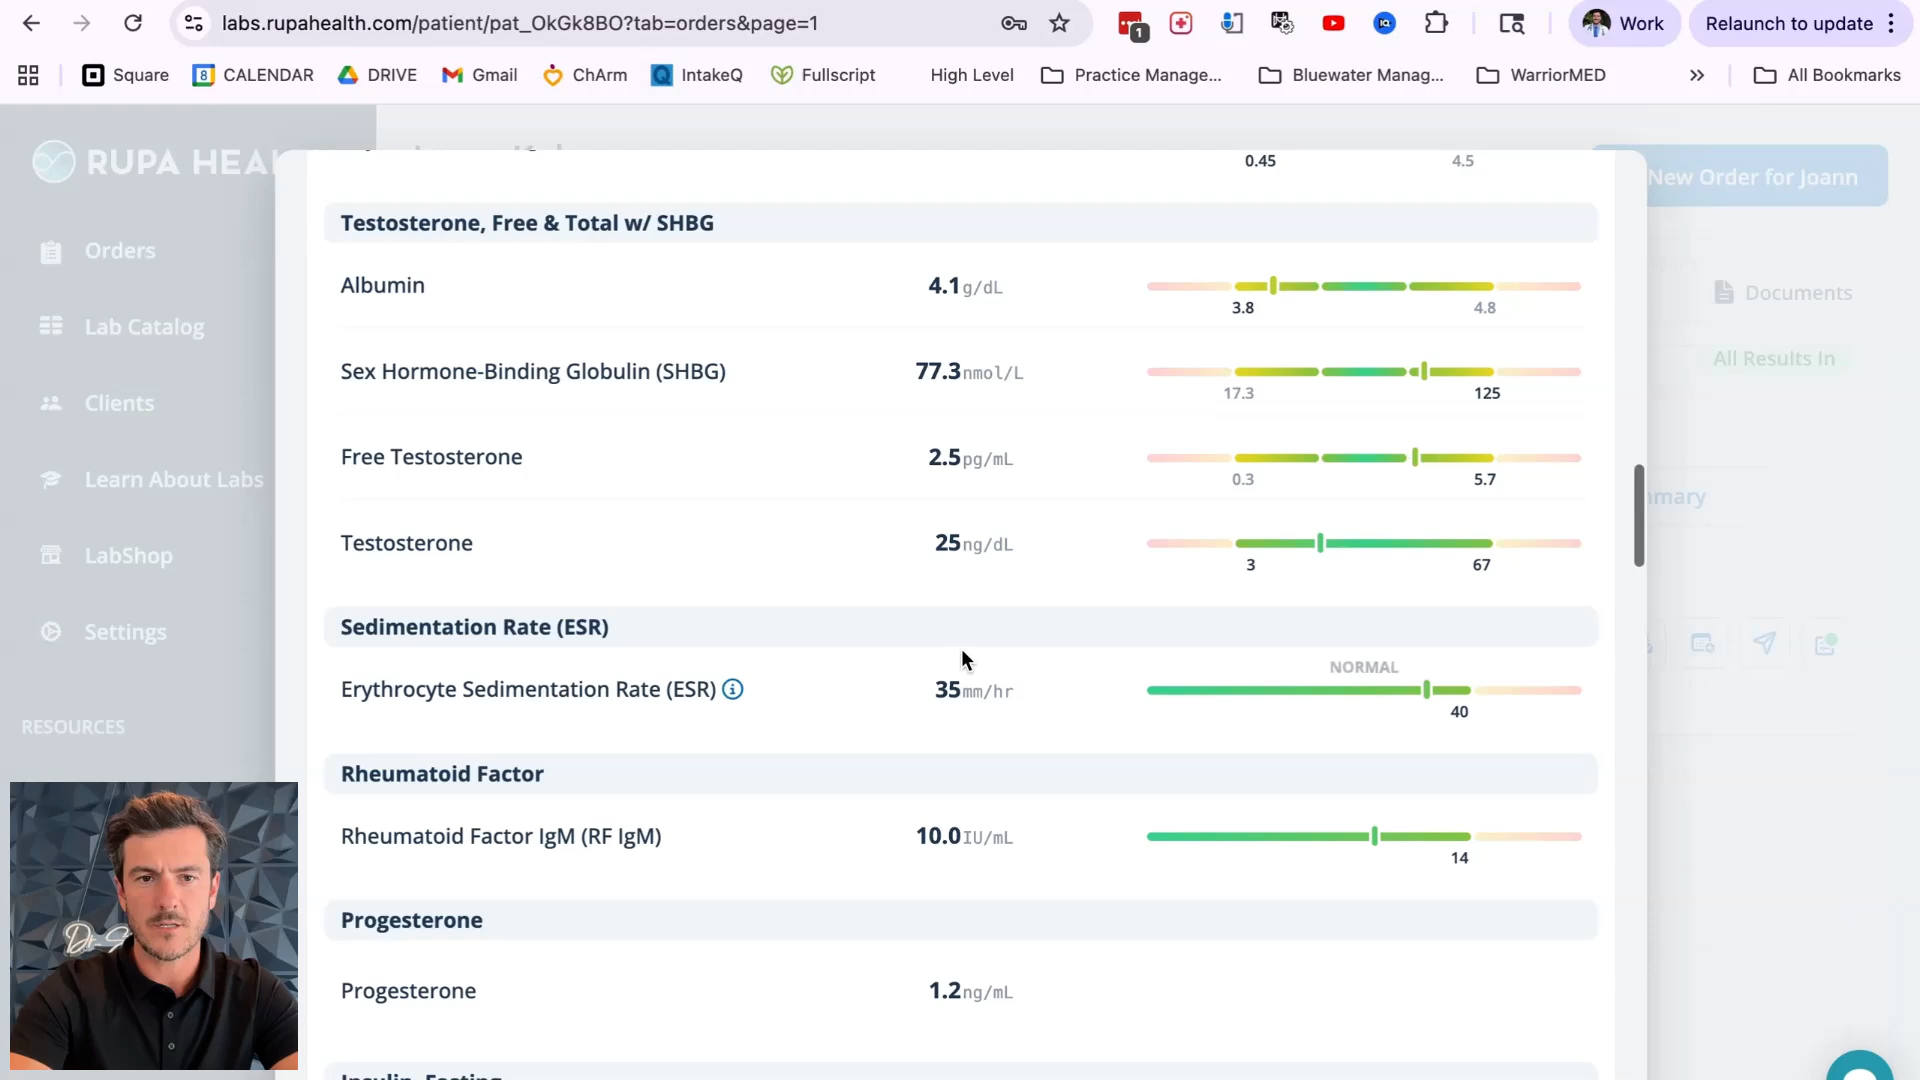 labs.rupahealth.com/patient/pat_OkGk8BO?tab=orders&page=1
1
Work
Relaunch to update
Square
8
CALENDAR
DRIVE
Gmail
ChArm
IntakeQ
Fullscript
High Level
Practice Manage...
Bluewater Manag...
WarriorMED
All Bookmarks
RUPA HEA
New Order for Joann
0.45
4.5
Orders
Lab Catalog
Clients
Learn About Labs
LabShop
Settings
RESOURCES
Documents
All Results In
mmary
Testosterone, Free & Total w/ SHBG
Albumin
4.1 g/dL
3.8
4.8
Sex Hormone-Binding Globulin (SHBG)
77.3 nmol/L
17.3
125
Free Testosterone
2.5 pg/mL
0.3
5.7
Testosterone
25 ng/dL
3
67
Sedimentation Rate (ESR)
Erythrocyte Sedimentation Rate (ESR)
35 mm/hr
NORMAL
40
Rheumatoid Factor
Rheumatoid Factor IgM (RF IgM)
10.0 IU/mL
14
Progesterone
Progesterone
1.2 ng/mL
Insulin, Fasting
Dr.